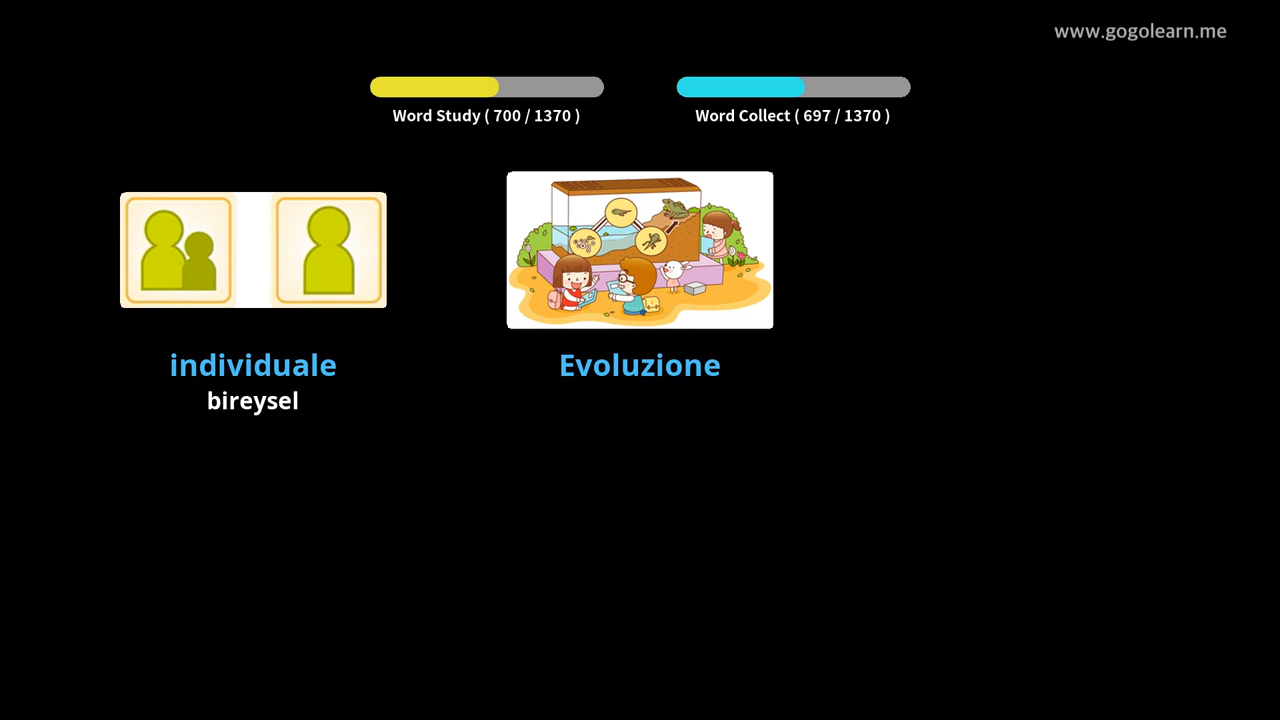 www.gogolearn.me
Word Study ( 700 / 1370 )
Word Collect ( 697 / 1370 )
individuale
bireysel
Evoluzione